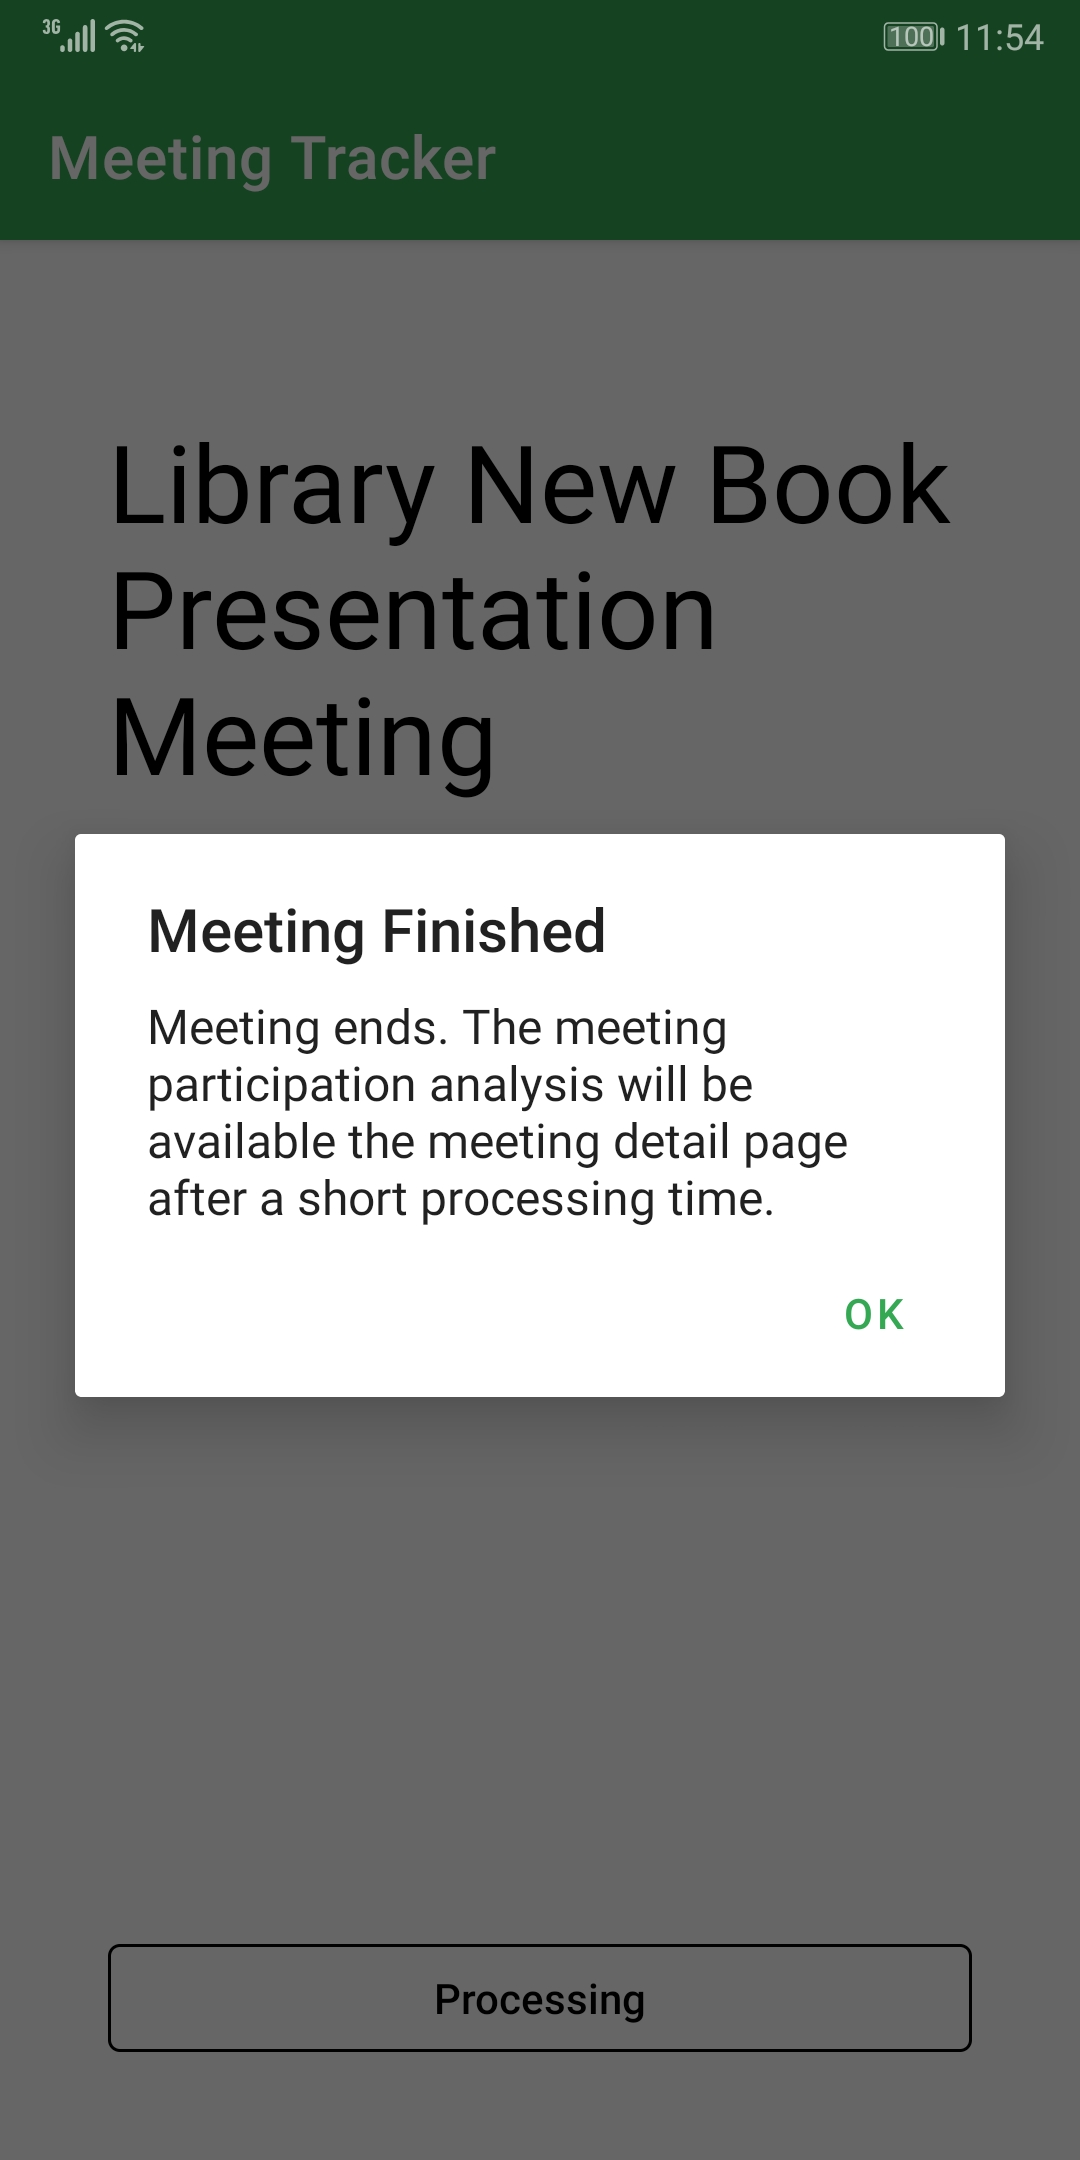 3G 100 11:54
Meeting Tracker
Library New Book
Presentation
Meeting
Meeting Finished
Meeting ends. The meeting
participation analysis will be
available the meeting detail page
after a short processing time.
OK
Processing